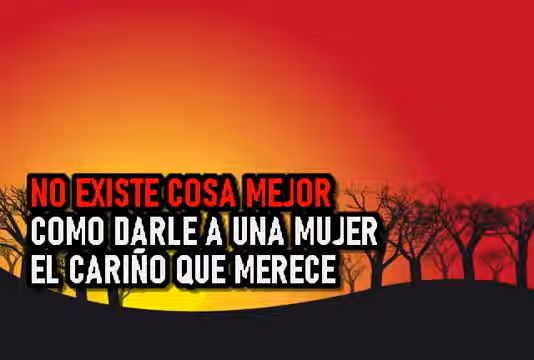 NO EXISTE COSA MEJOR
COMO DARLE A UNA MUJER
EL CARIÑO QUE MERECE